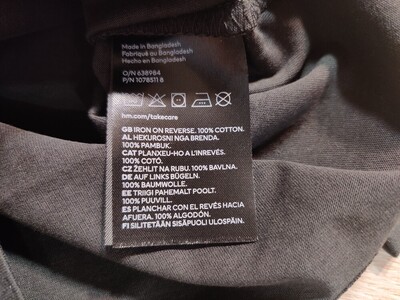 Made in Bangladesh
Fabriqué au Bangladesh
Hecho en Bangladesh
O/N 638984
P/N 1078511 8
hm.com/takecare
GB IRON ON REVERSE. 100% COTTON.
AL HEKUROSNI NGA BRENDA.
100% PAMBUK.
CAT PLANXEU-HO A L'INREVÉS.
100% COTÓ.
CZ ŽEHLIT NA RUBU. 100% BAVLNA.
DE AUF LINKS BÜGELN.
100% BAUMWOLLE.
EE TRIIGI PAHEMALT POOLT.
100% PUUVILL.
ES PLANCHAR CON EL REVÉS HACIA
AFUERA. 100% ALGODÓN.
FI SILITETÄÄN SISÄPUOLI ULOSPÄIN.